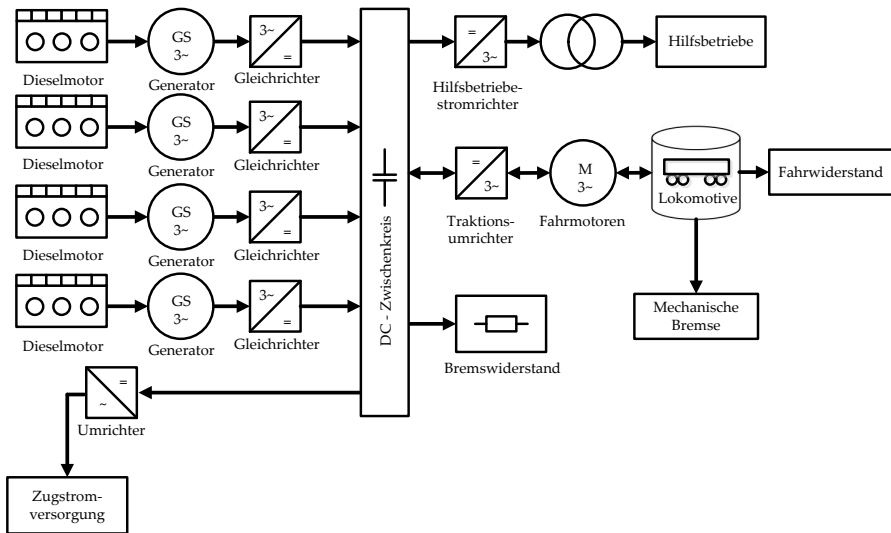 GS
3~
3~
=
Dieselmotor
Generator
Gleichrichter
GS
3~
3~
=
Dieselmotor
Generator
Gleichrichter
GS
3~
3~
=
Dieselmotor
Generator
Gleichrichter
GS
3~
3~
=
Dieselmotor
Generator
Gleichrichter
=
~
Umrichter
Zugstrom-
versorgung
DC - Zwischenkreis
=
3~
Hilfsbetriebe-
stromrichter
Hilfsbetriebe
=
3~
Traktions-
umrichter
M
3~
Fahrmotoren
Lokomotive
Fahrwiderstand
Mechanische
Bremse
Bremswiderstand